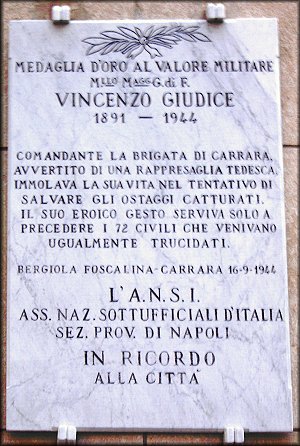 MEDAGLIA D'ORO AL VALORE MILITARE
M.LLO MAGG. G. di F.
VINCENZO GIUDICE
1891 — 1944
COMANDANTE LA BRIGATA DI CARRARA,
AVVERTITO DI UNA RAPPRESAGLIA TEDESCA,
IMMOLAVA LA SUA VITA NEL TENTATIVO DI
SALVARE GLI OSTAGGI CATTURATI.
IL SUO EROICO GESTO SERVIVA SOLO A
PRECEDERE I 72 CIVILI CHE VENIVANO
UGUALMENTE TRUCIDATI.
BERGIOLA FOSCALINA-CARRARA 16-9-1944
L'A.N.S.I.
ASS. NAZ. SOTTUFFICIALI D'ITALIA
SEZ. PROV. DI NAPOLI
IN RICORDO
ALLA CITTÀ